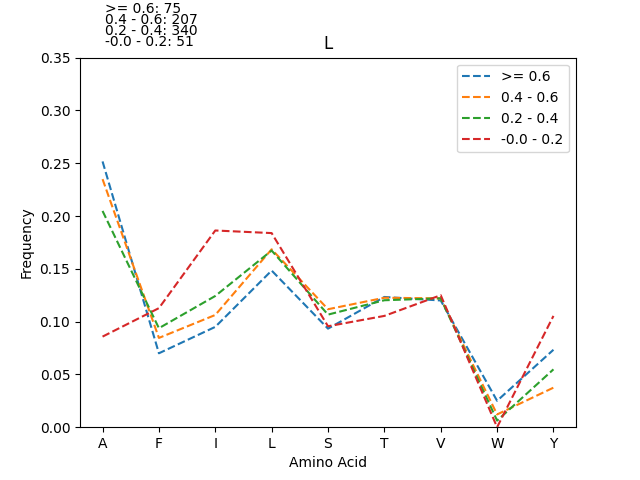 >= 0.6: 75
0.4 - 0.6: 207
0.2 - 0.4: 340
-0.0 - 0.2: 51
L
0.35
0.30
0.25
0.20
0.15
0.10
0.05
0.00
Frequency
>= 0.6
0.4 - 0.6
0.2 - 0.4
-0.0 - 0.2
A F I L S T V W Y
Amino Acid